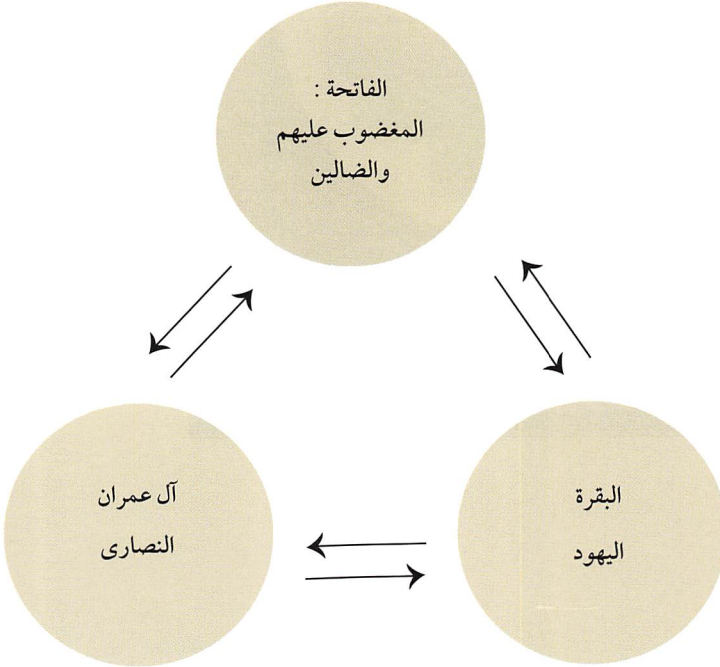 الفاتحة :
المغضوب عليهم
والضالين
البقرة
اليهود
آل عمران
النصارى